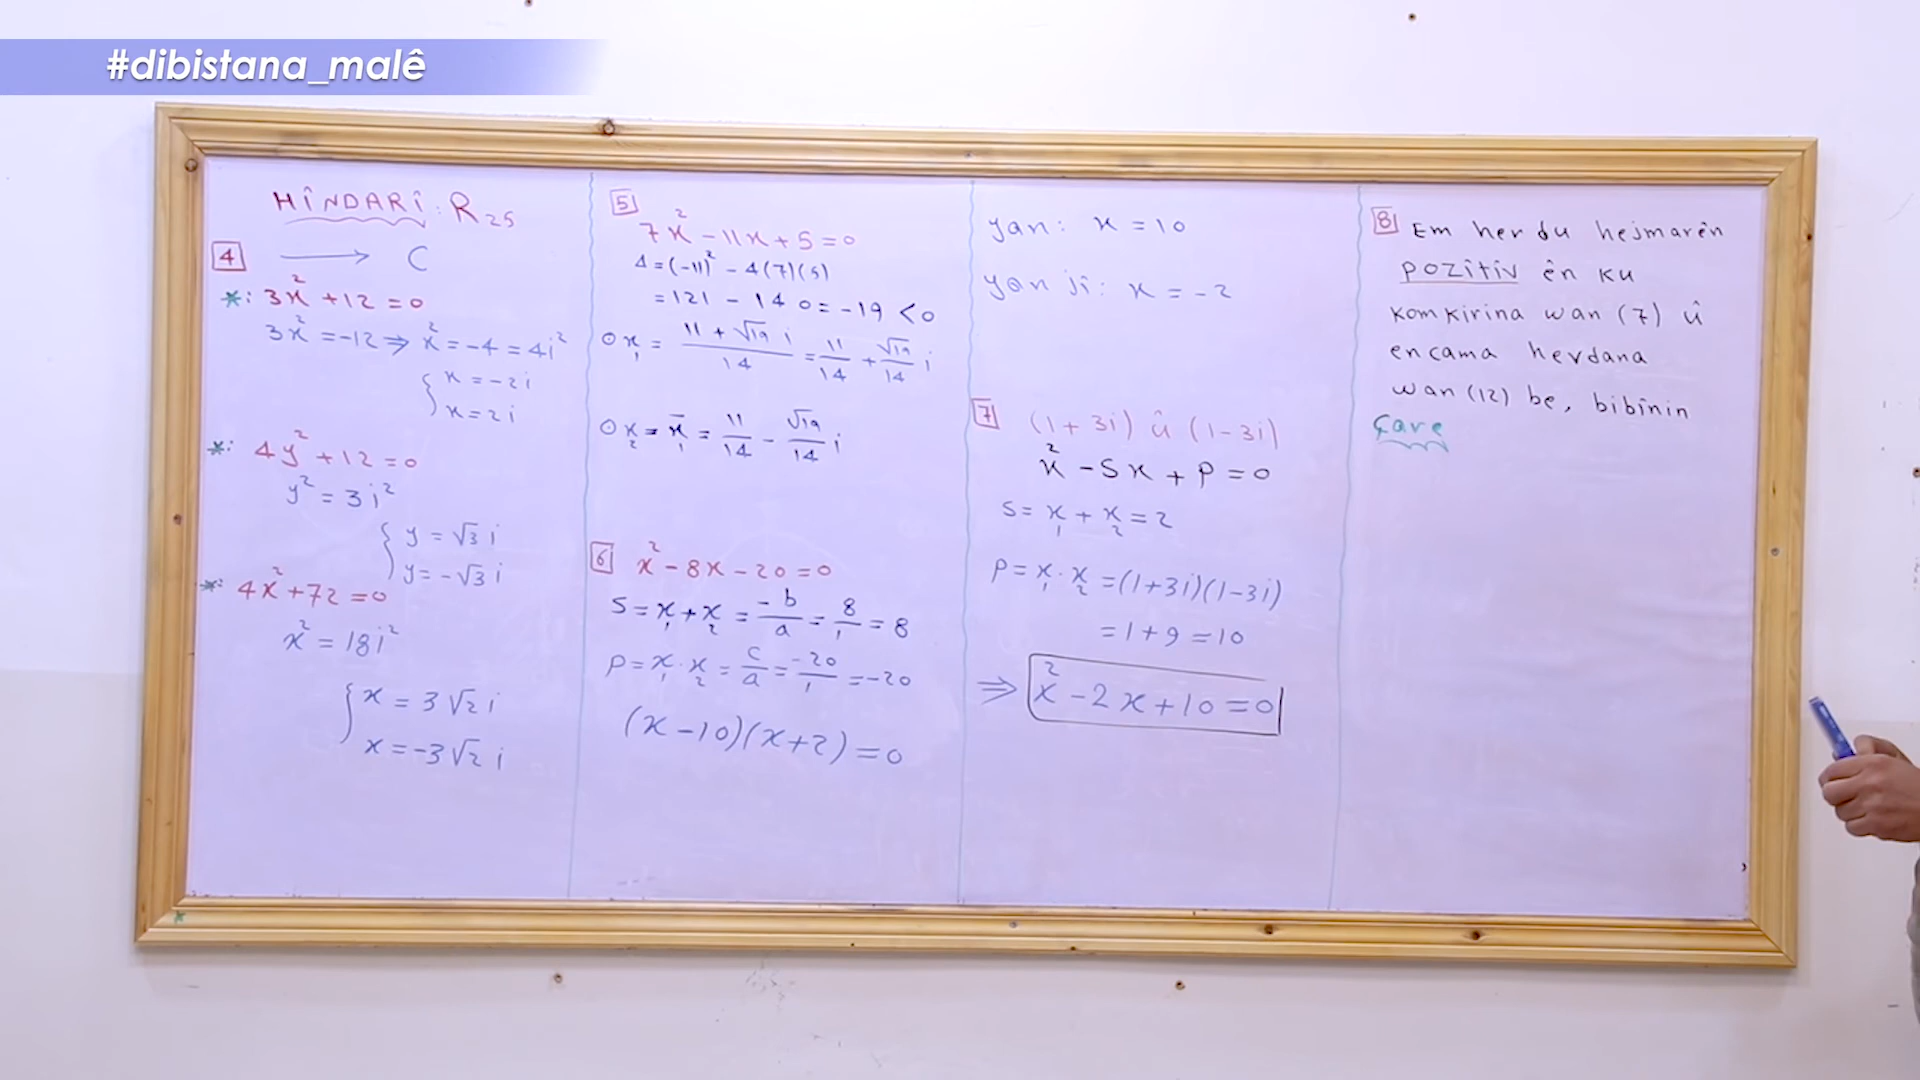 #dibistana_malê
HÎNDARÎ: R25
4 → C
*: 3x² + 12 = 0
3x² = -12 ⇒ x² = -4 = 4i²
{ x = -2i
x = 2i
*: 4y² + 12 = 0
y² = 3i²
{ y = √3 i
y = -√3 i
*: 4x² + 72 = 0
x² = 18i²
{ x = 3√2 i
x = -3√2 i
5
7x² - 11x + 5 = 0
Δ = (-11)² - 4(7)(5)
= 121 - 140 = -19 < 0
○ x₁ = (11 + √19 i)/14 = 11/14 + √19/14 i
○ x₂ = x̄₁ = 11/14 - √19/14 i
6 x² - 8x - 20 = 0
S = x₁ + x₂ = -b/a = 8/1 = 8
P = x₁ · x₂ = c/a = -20/1 = -20
(x - 10)(x + 2) = 0
yan: x = 10
yan jî: x = -2
7 (1 + 3i) û (1 - 3i)
x² - Sx + P = 0
S = x₁ + x₂ = 2
P = x₁ · x₂ = (1 + 3i)(1 - 3i)
= 1 + 9 = 10
⇒ x² - 2x + 10 = 0
8 Em her du hejmarên
pozîtîv ên ku
komkirina wan (7) û
encama hevdana
wan (12) be, bibînin
Çare